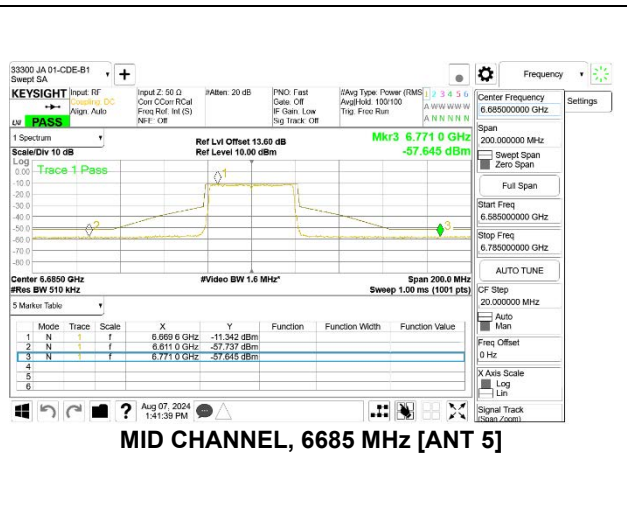 33300 JA 01-CDE-B1
Swept SA
Frequency
Settings
KEYSIGHT
Input: RF
Coupling: DC
Align: Auto
Input Z: 50 Ω
Corr CCorr RCal
Freq Ref: Int (S)
NFE: Off
#Atten: 20 dB
PNO: Fast
Gate: Off
IF Gain: Low
Sig Track: Off
#Avg Type: Power (RMS
Avg|Hold: 100/100
Trig: Free Run
1 2 3 4 5 6
A W W W W W
A N N N N N
LXI PASS
1 Spectrum
Scale/Div 10 dB
Ref Lvl Offset 13.60 dB
Ref Level 10.00 dBm
Mkr3 6.771 0 GHz
-57.645 dBm
Log
Trace 1 Pass
0.00
-10.0
-20.0
-30.0
-40.0
-50.0
-60.0
-70.0
-80.0
1
2
3
Center 6.6850 GHz
#Res BW 510 kHz
#Video BW 1.6 MHz*
Span 200.0 MHz
Sweep 1.00 ms (1001 pts)
5 Marker Table
Mode Trace Scale X Y Function Function Width Function Value
1 N 1 f 6.669 6 GHz -11.342 dBm
2 N 1 f 6.611 0 GHz -57.737 dBm
3 N 1 f 6.771 0 GHz -57.645 dBm
4
5
6
Aug 07, 2024
1:41:39 PM
Center Frequency
6.685000000 GHz
Span
200.000000 MHz
Swept Span
Zero Span
Full Span
Start Freq
6.585000000 GHz
Stop Freq
6.785000000 GHz
AUTO TUNE
CF Step
20.000000 MHz
Auto
Man
Freq Offset
0 Hz
X Axis Scale
Log
Lin
Signal Track
(Span Zoom)
MID CHANNEL, 6685 MHz [ANT 5]